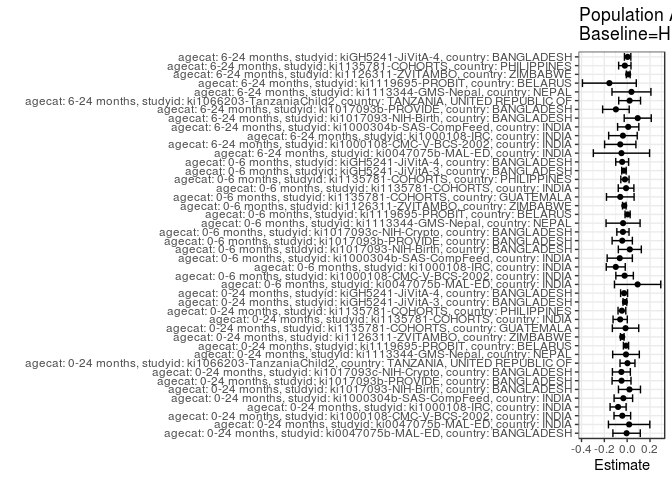 Population A
Baseline=H
agecat: 6-24 months, studyid: kiGH5241-JiVitA-4, country: BANGLADESH
agecat: 6-24 months, studyid: ki1135781-COHORTS, country: PHILIPPINES
agecat: 6-24 months, studyid: ki1126311-ZVITAMBO, country: ZIMBABWE
agecat: 6-24 months, studyid: ki1119695-PROBIT, country: BELARUS
agecat: 6-24 months, studyid: ki1113344-GMS-Nepal, country: NEPAL
agecat: 6-24 months, studyid: ki1066203-TanzaniaChild2, country: TANZANIA, UNITED REPUBLIC OF
agecat: 6-24 months, studyid: ki1017093b-PROVIDE, country: BANGLADESH
agecat: 6-24 months, studyid: ki1017093-NIH-Birth, country: BANGLADESH
agecat: 6-24 months, studyid: ki1000304b-SAS-CompFeed, country: INDIA
agecat: 6-24 months, studyid: ki1000108-IRC, country: INDIA
agecat: 6-24 months, studyid: ki1000108-CMC-V-BCS-2002, country: INDIA
agecat: 6-24 months, studyid: ki0047075b-MAL-ED, country: INDIA
agecat: 0-6 months, studyid: kiGH5241-JiVitA-4, country: BANGLADESH
agecat: 0-6 months, studyid: kiGH5241-JiVitA-3, country: BANGLADESH
agecat: 0-6 months, studyid: ki1135781-COHORTS, country: PHILIPPINES
agecat: 0-6 months, studyid: ki1135781-COHORTS, country: INDIA
agecat: 0-6 months, studyid: ki1135781-COHORTS, country: GUATEMALA
agecat: 0-6 months, studyid: ki1126311-ZVITAMBO, country: ZIMBABWE
agecat: 0-6 months, studyid: ki1119695-PROBIT, country: BELARUS
agecat: 0-6 months, studyid: ki1113344-GMS-Nepal, country: NEPAL
agecat: 0-6 months, studyid: ki1017093c-NIH-Crypto, country: BANGLADESH
agecat: 0-6 months, studyid: ki1017093b-PROVIDE, country: BANGLADESH
agecat: 0-6 months, studyid: ki1017093-NIH-Birth, country: BANGLADESH
agecat: 0-6 months, studyid: ki1000304b-SAS-CompFeed, country: INDIA
agecat: 0-6 months, studyid: ki1000108-IRC, country: INDIA
agecat: 0-6 months, studyid: ki1000108-CMC-V-BCS-2002, country: INDIA
agecat: 0-6 months, studyid: ki0047075b-MAL-ED, country: INDIA
agecat: 0-24 months, studyid: kiGH5241-JiVitA-4, country: BANGLADESH
agecat: 0-24 months, studyid: kiGH5241-JiVitA-3, country: BANGLADESH
agecat: 0-24 months, studyid: ki1135781-COHORTS, country: PHILIPPINES
agecat: 0-24 months, studyid: ki1135781-COHORTS, country: INDIA
agecat: 0-24 months, studyid: ki1135781-COHORTS, country: GUATEMALA
agecat: 0-24 months, studyid: ki1126311-ZVITAMBO, country: ZIMBABWE
agecat: 0-24 months, studyid: ki1119695-PROBIT, country: BELARUS
agecat: 0-24 months, studyid: ki1113344-GMS-Nepal, country: NEPAL
agecat: 0-24 months, studyid: ki1066203-TanzaniaChild2, country: TANZANIA, UNITED REPUBLIC OF
agecat: 0-24 months, studyid: ki1017093c-NIH-Crypto, country: BANGLADESH
agecat: 0-24 months, studyid: ki1017093b-PROVIDE, country: BANGLADESH
agecat: 0-24 months, studyid: ki1017093-NIH-Birth, country: BANGLADESH
agecat: 0-24 months, studyid: ki1000304b-SAS-CompFeed, country: INDIA
agecat: 0-24 months, studyid: ki1000108-IRC, country: INDIA
agecat: 0-24 months, studyid: ki1000108-CMC-V-BCS-2002, country: INDIA
agecat: 0-24 months, studyid: ki0047075b-MAL-ED, country: INDIA
agecat: 0-24 months, studyid: ki0047075b-MAL-ED, country: BANGLADESH
-0.4 -0.2 0.0 0.2
Estimate